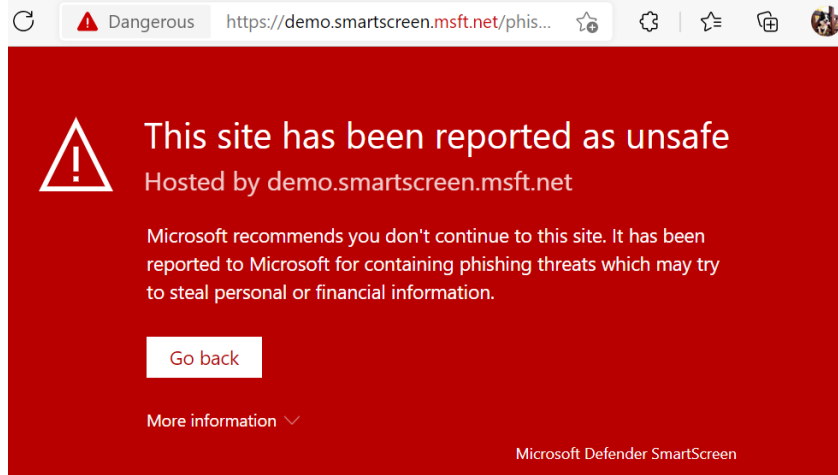 Dangerous https://demo.smartscreen.msft.net/phis...
This site has been reported as unsafe
Hosted by demo.smartscreen.msft.net
Microsoft recommends you don't continue to this site. It has been
reported to Microsoft for containing phishing threats which may try
to steal personal or financial information.
Go back
More information
Microsoft Defender SmartScreen